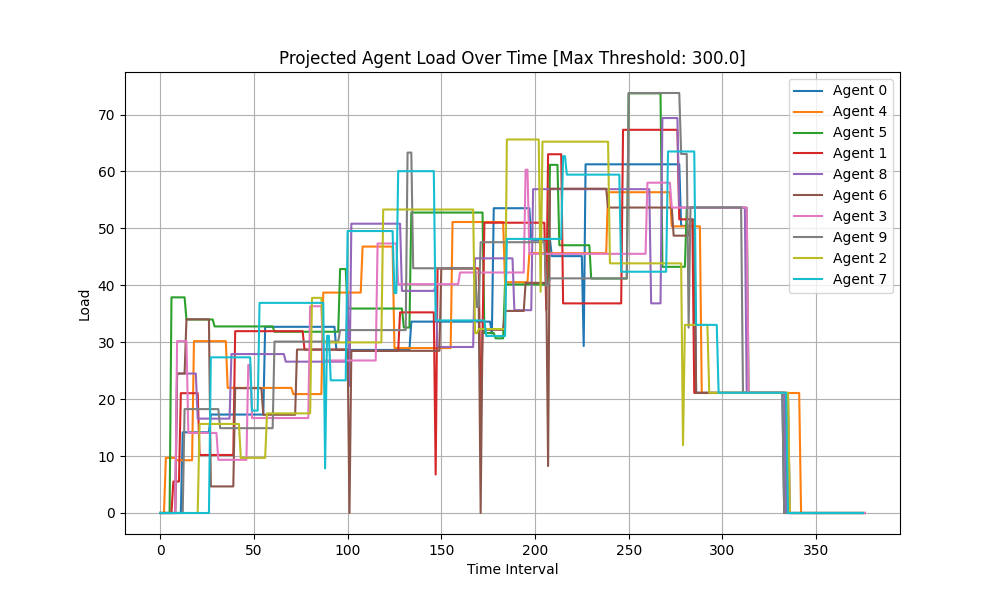 Projected Agent Load Over Time [Max Threshold: 300.0]
Load
70
60
50
40
30
20
10
0
0 50 100 150 200 250 300 350
Time Interval
Agent 0
Agent 4
Agent 5
Agent 1
Agent 8
Agent 6
Agent 3
Agent 9
Agent 2
Agent 7